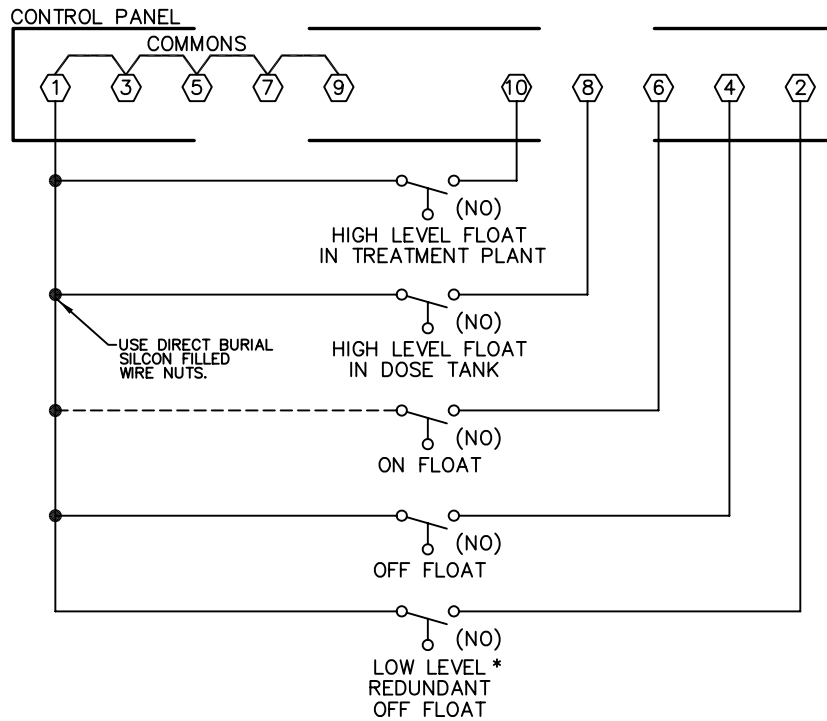 CONTROL PANEL
COMMONS
1 3 5 7 9 10 8 6 4 2
(NO)
HIGH LEVEL FLOAT
IN TREATMENT PLANT
(NO)
HIGH LEVEL FLOAT
IN DOSE TANK
USE DIRECT BURIAL
SILCON FILLED
WIRE NUTS.
(NO)
ON FLOAT
(NO)
OFF FLOAT
(NO)
LOW LEVEL *
REDUNDANT
OFF FLOAT